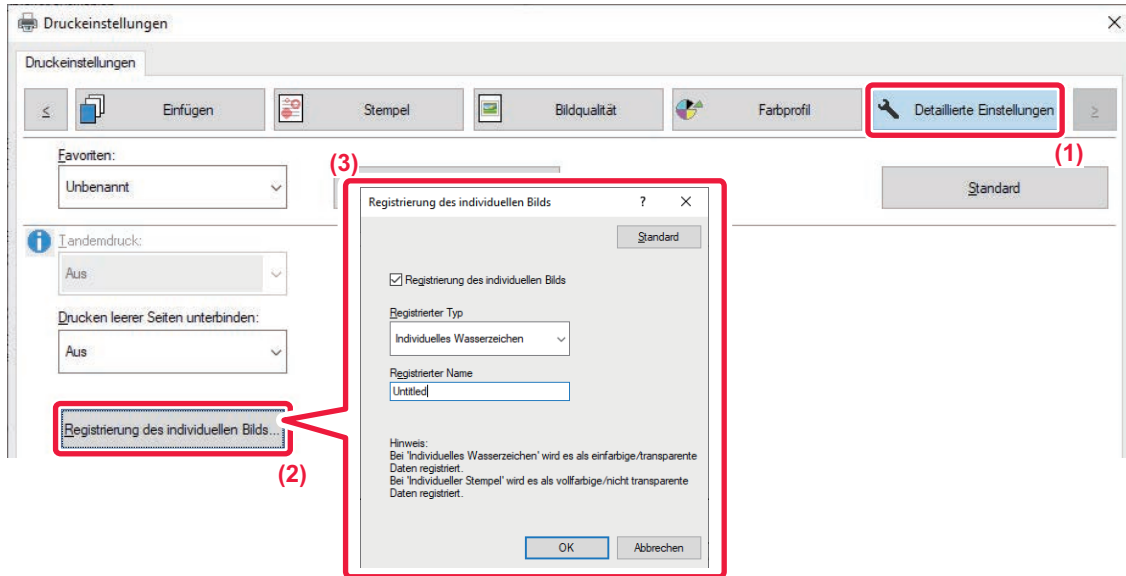 Druckeinstellungen
Druckeinstellungen
<
Einfügen
Stempel
Bildqualität
Farbprofil
Detaillierte Einstellungen
>
(1)
Favoriten:
Unbenannt
(3)
Standard
Tandemdruck:
Aus
Drucken leerer Seiten unterbinden:
Aus
Registrierung des individuellen Bilds...
(2)
Registrierung des individuellen Bilds
?
Standard
Registrierung des individuellen Bilds
Registrierter Typ
Individuelles Wasserzeichen
Registrierter Name
Untitled
Hinweis:
Bei 'Individuelles Wasserzeichen' wird es als einfarbige/transparente
Daten registriert.
Bei 'Individueller Stempel' wird es als vollfarbige/nicht transparente
Daten registriert.
OK
Abbrechen